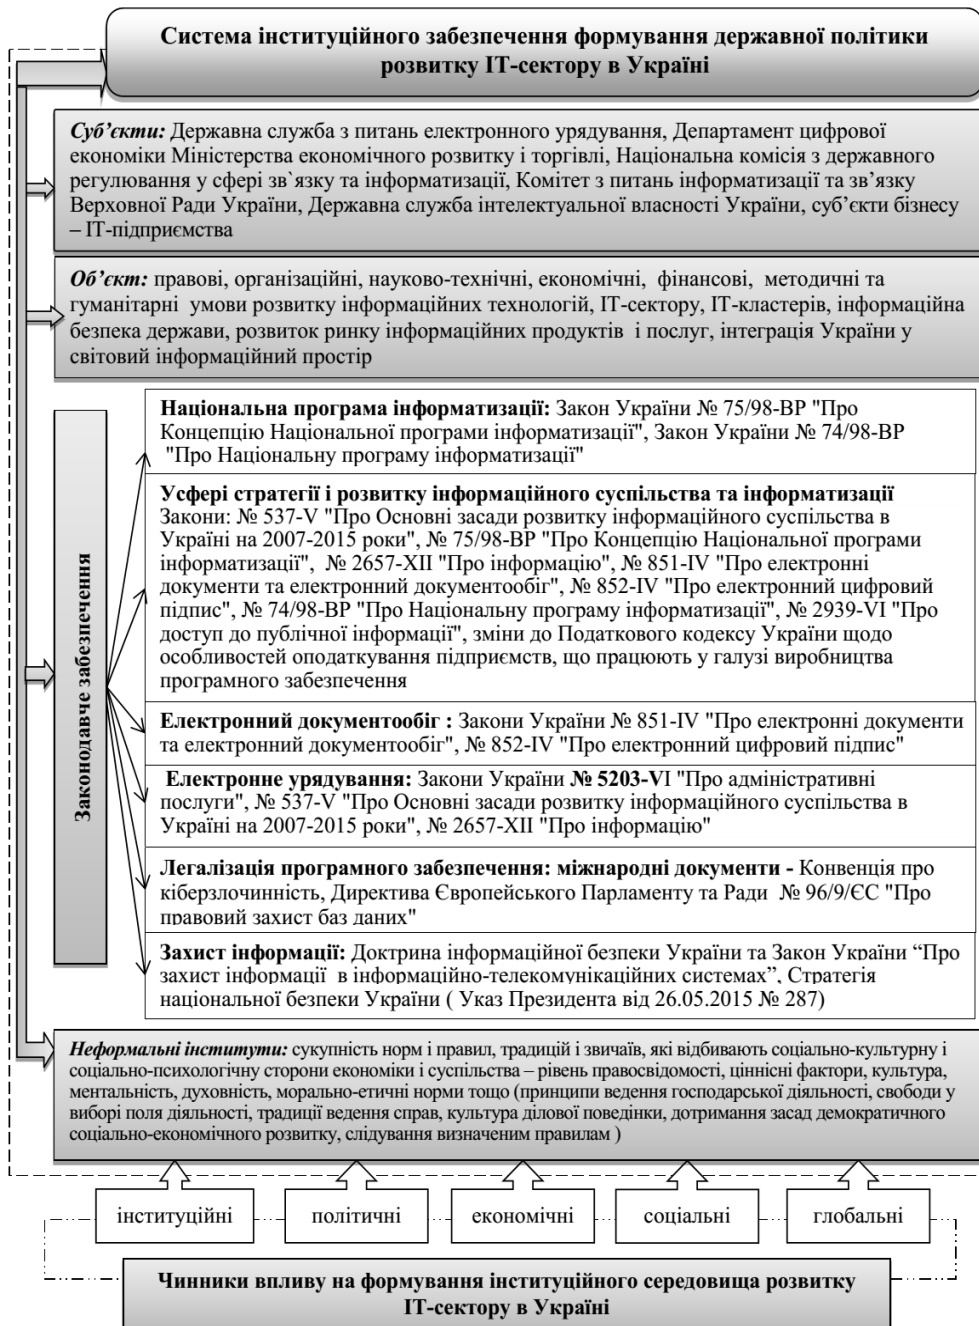 Система інституційного забезпечення формування державної політики
розвитку ІТ-сектору в Україні
Суб’єкти: Державна служба з питань електронного урядування, Департамент цифрової
економіки Міністерства економічного розвитку і торгівлі, Національна комісія з державного
регулювання у сфері зв`язку та інформатизації, Комітет з питань інформатизації та зв’язку
Верховної Ради України, Державна служба інтелектуальної власності України, суб’єкти бізнесу
– ІТ-підприємства
Об’єкт: правові, організаційні, науково-технічні, економічні, фінансові, методичні та
гуманітарні умови розвитку інформаційних технологій, ІТ-сектору, ІТ-кластерів, інформаційна
безпека держави, розвиток ринку інформаційних продуктів і послуг, інтеграція України у
світовий інформаційний простір
Законодавче забезпечення
Національна програма інформатизації: Закон України № 75/98-ВР "Про
Концепцію Національної програми інформатизації", Закон України № 74/98-ВР
"Про Національну програму інформатизації"
Усфері стратегії і розвитку інформаційного суспільства та інформатизації
Закони: № 537-V "Про Основні засади розвитку інформаційного суспільства в
Україні на 2007-2015 роки", № 75/98-ВР "Про Концепцію Національної програми
інформатизації", № 2657-XII "Про інформацію", № 851-IV "Про електронні
документи та електронний документообіг", № 852-IV "Про електронний цифровий
підпис", № 74/98-ВР "Про Національну програму інформатизації", № 2939-VI "Про
доступ до публічної інформації", зміни до Податкового кодексу України щодо
особливостей оподаткування підприємств, що працюють у галузі виробництва
програмного забезпечення
Електронний документообіг : Закони України № 851-IV "Про електронні документи
та електронний документообіг", № 852-IV "Про електронний цифровий підпис"
Електронне урядування: Закони України № 5203-VI "Про адміністративні
послуги", № 537-V "Про Основні засади розвитку інформаційного суспільства в
Україні на 2007-2015 роки", № 2657-XII "Про інформацію"
Легалізація програмного забезпечення: міжнародні документи - Конвенція про
кіберзлочинність, Директива Європейського Парламенту та Ради № 96/9/ЄС "Про
правовий захист баз даних"
Захист інформації: Доктрина інформаційної безпеки України та Закон України “Про
захист інформації в інформаційно-телекомунікаційних системах”, Стратегія
національної безпеки України ( Указ Президента від 26.05.2015 № 287)
Неформальні інститути: сукупність норм і правил, традицій і звичаїв, які відбивають соціально-культурну і
соціально-психологічну сторони економіки і суспільства – рівень правосвідомості, ціннісні фактори, культура,
ментальність, духовність, морально-етичні норми тощо (принципи ведення господарської діяльності, свободи у
виборі поля діяльності, традиції ведення справ, культура ділової поведінки, дотримання засад демократичного
соціально-економічного розвитку, слідування визначеним правилам )
інституційні
політичні
економічні
соціальні
глобальні
Чинники впливу на формування інституційного середовища розвитку
ІТ-сектору в Україні